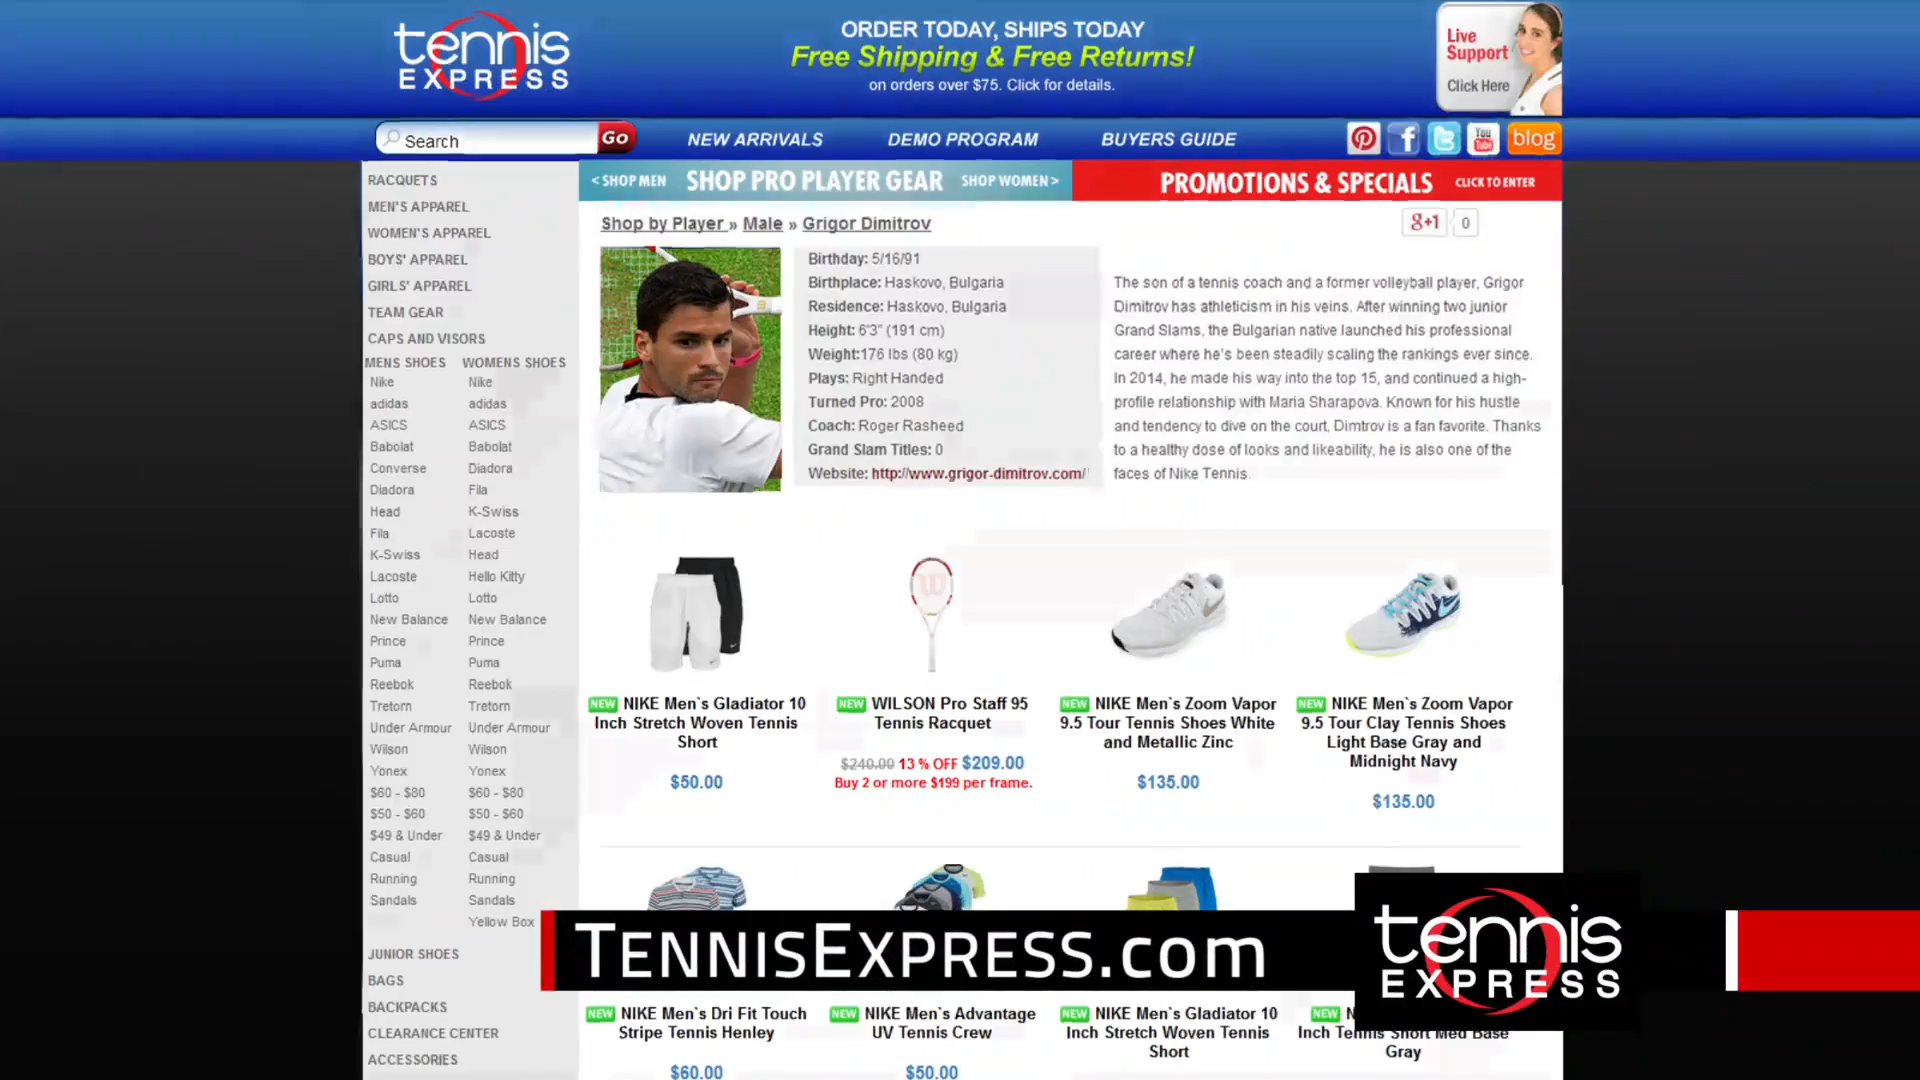 tennis
EXPRESS
ORDER TODAY, SHIPS TODAY
Free Shipping & Free Returns!
on orders over $75. Click for details.
Live
Support
Click Here
Search
Go
NEW ARRIVALS
DEMO PROGRAM
BUYERS GUIDE
You
Tube
blog
< SHOP MEN SHOP PRO PLAYER GEAR SHOP WOMEN >
PROMOTIONS & SPECIALS CLICK TO ENTER
RACQUETS
MEN'S APPAREL
WOMEN'S APPAREL
BOYS' APPAREL
GIRLS' APPAREL
TEAM GEAR
CAPS AND VISORS
MENS SHOES WOMENS SHOES
Nike Nike
adidas adidas
ASICS ASICS
Babolat Babolat
Converse Diadora
Diadora Fila
Head K-Swiss
Fila Lacoste
K-Swiss Head
Lacoste Hello Kitty
Lotto Lotto
New Balance New Balance
Prince Prince
Puma Puma
Reebok Reebok
Tretorn Tretorn
Under Armour Under Armour
Wilson Wilson
Yonex Yonex
$60 - $80 $60 - $80
$50 - $60 $50 - $60
$49 & Under $49 & Under
Casual Casual
Running Running
Sandals Sandals
Yellow Box
JUNIOR SHOES
BAGS
BACKPACKS
CLEARANCE CENTER
ACCESSORIES
Shop by Player » Male » Grigor Dimitrov
g+1 0
Birthday: 5/16/91
Birthplace: Haskovo, Bulgaria
Residence: Haskovo, Bulgaria
Height: 6'3" (191 cm)
Weight:176 lbs (80 kg)
Plays: Right Handed
Turned Pro: 2008
Coach: Roger Rasheed
Grand Slam Titles: 0
Website: http://www.grigor-dimitrov.com/
The son of a tennis coach and a former volleyball player, Grigor
Dimitrov has athleticism in his veins. After winning two junior
Grand Slams, the Bulgarian native launched his professional
career where he's been steadily scaling the rankings ever since.
In 2014, he made his way into the top 15, and continued a high-
profile relationship with Maria Sharapova. Known for his hustle
and tendency to dive on the court, Dimtrov is a fan favorite. Thanks
to a healthy dose of looks and likeability, he is also one of the
faces of Nike Tennis.
NEW NIKE Men`s Gladiator 10
Inch Stretch Woven Tennis
Short
$50.00
NEW WILSON Pro Staff 95
Tennis Racquet
$240.00 13 % OFF $209.00
Buy 2 or more $199 per frame.
NEW NIKE Men`s Zoom Vapor
9.5 Tour Tennis Shoes White
and Metallic Zinc
$135.00
NEW NIKE Men`s Zoom Vapor
9.5 Tour Clay Tennis Shoes
Light Base Gray and
Midnight Navy
$135.00
TENNISEXPRESS.com
tennis
EXPRESS
NEW NIKE Men`s Dri Fit Touch
Stripe Tennis Henley
$60.00
NEW NIKE Men`s Advantage
UV Tennis Crew
$50.00
NEW NIKE Men`s Gladiator 10
Inch Stretch Woven Tennis
Short
NEW N
Inch Tennis Short Med Base
Gray